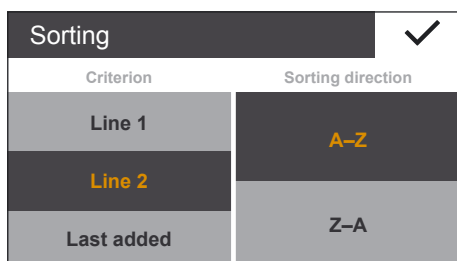 Sorting
Criterion
Sorting direction
Line 1
A–Z
Line 2
Z–A
Last added